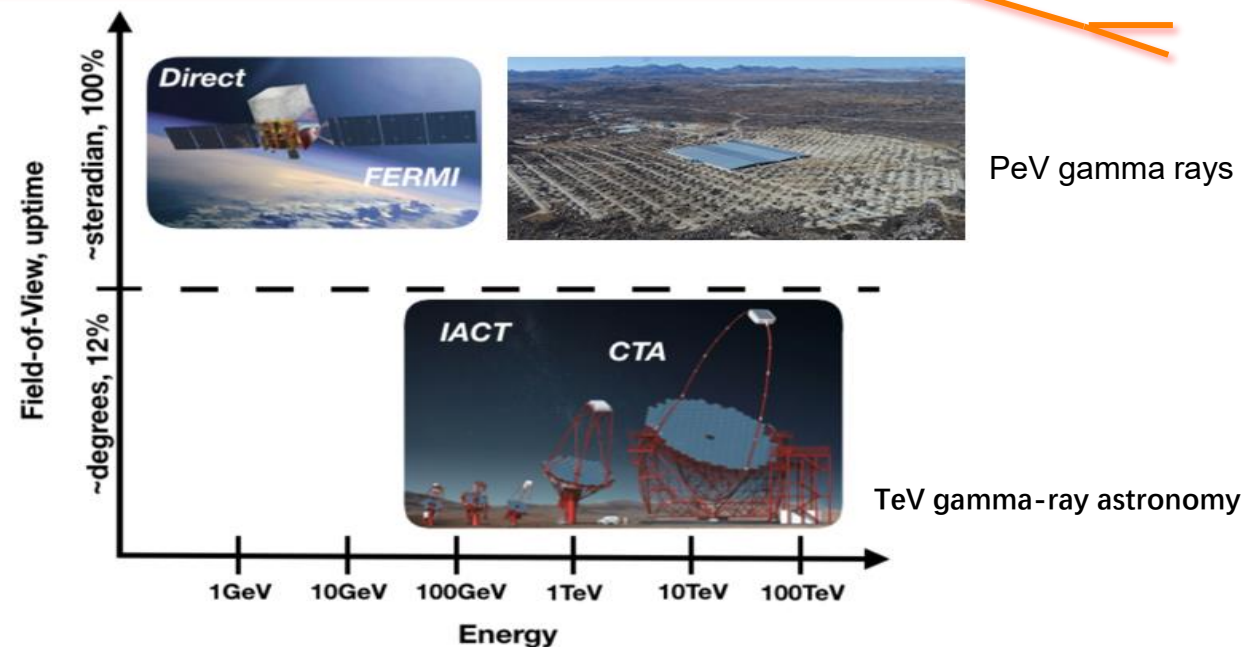 Direct
FERMI
PeV gamma rays
Field-of-View, uptime
~steradian, 100%
~degrees, 12%
IACT
CTA
TeV gamma-ray astronomy
1GeV 10GeV 100GeV 1TeV 10TeV 100TeV
Energy